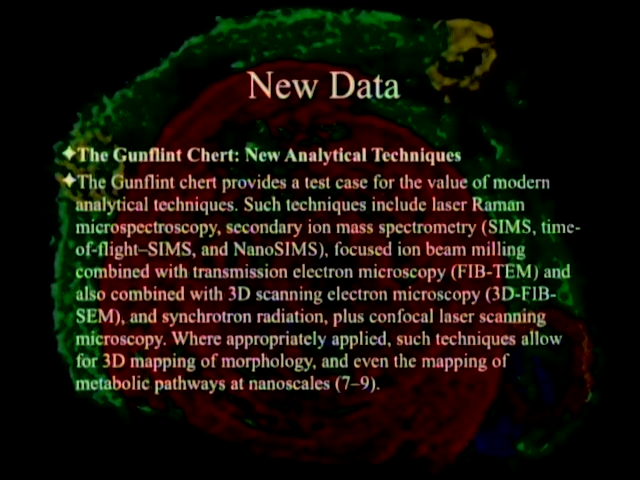 New Data
✦The Gunflint Chert: New Analytical Techniques
✦The Gunflint chert provides a test case for the value of modern
analytical techniques. Such techniques include laser Raman
microspectroscopy, secondary ion mass spectrometry (SIMS, time-
of-flight–SIMS, and NanoSIMS), focused ion beam milling
combined with transmission electron microscopy (FIB-TEM) and
also combined with 3D scanning electron microscopy (3D-FIB-
SEM), and synchrotron radiation, plus confocal laser scanning
microscopy. Where appropriately applied, such techniques allow
for 3D mapping of morphology, and even the mapping of
metabolic pathways at nanoscales (7–9).